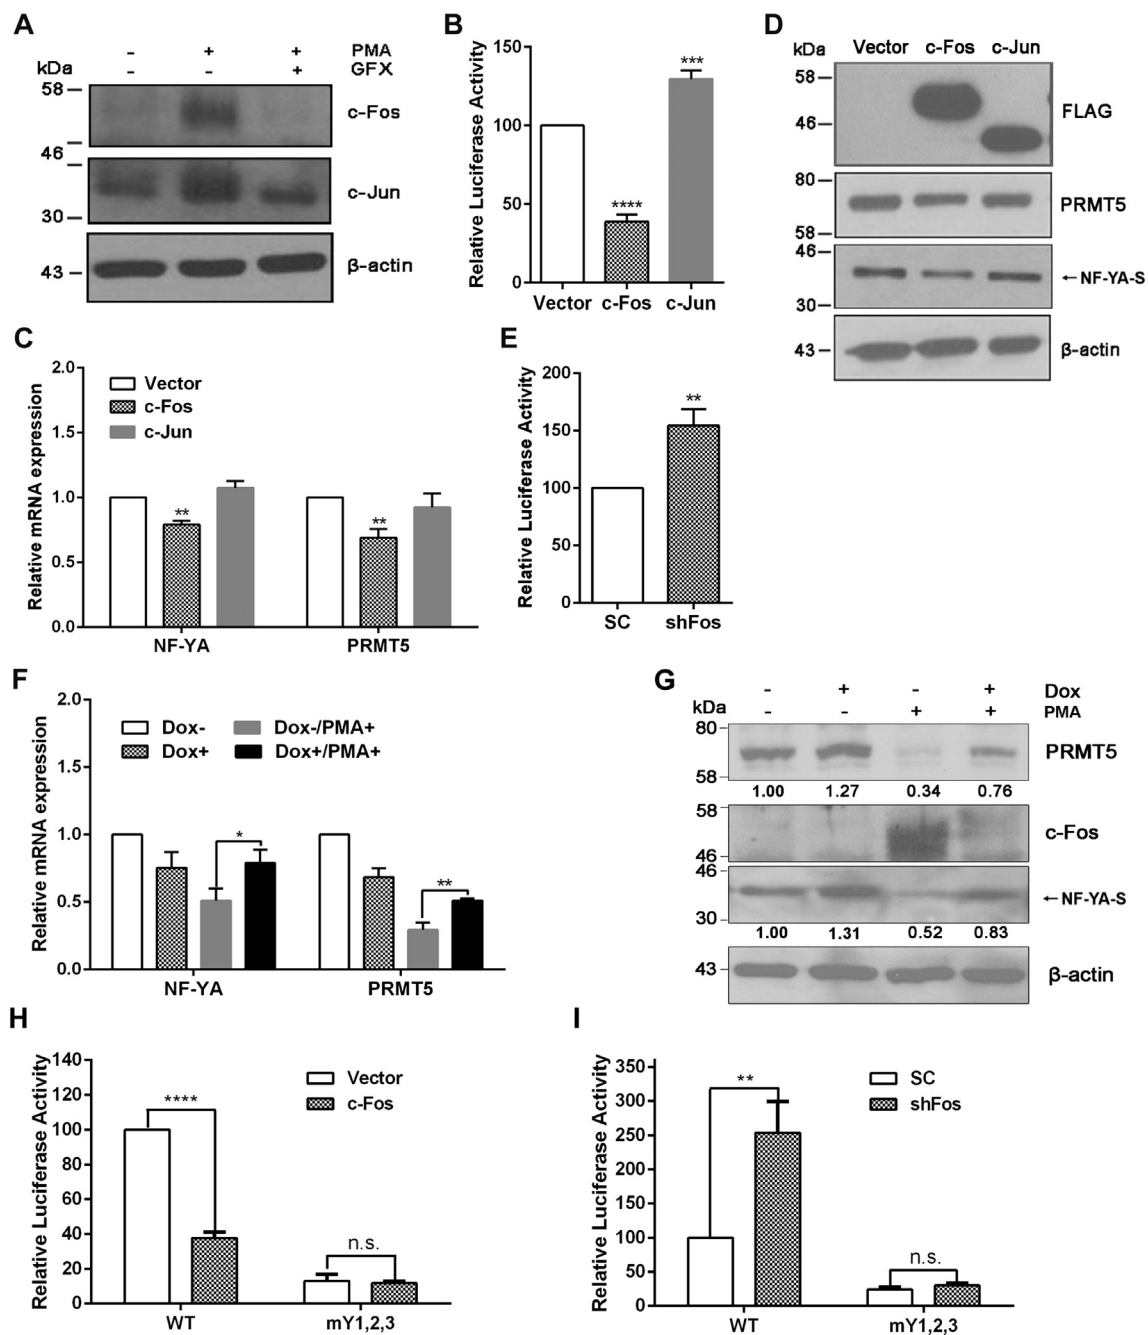 A
- + + PMA
- - + GFX
kDa
58
c-Fos
46
c-Jun
30
43
β-actin
B
Relative Luciferase Activity
150
100
50
0
***
****
Vector c-Fos c-Jun
D
kDa Vector c-Fos c-Jun
58
46
FLAG
80
PRMT5
58
46
←NF-YA-S
30
43
β-actin
C
Relative mRNA expression
2.0
1.5
1.0
0.5
0.0
Vector
c-Fos
c-Jun
** **
NF-YA PRMT5
E
Relative Luciferase Activity
200
150
100
50
0
**
SC shFos
F
Relative mRNA expression
2.0
1.5
1.0
0.5
0.0
Dox- Dox-/PMA+
Dox+ Dox+/PMA+
* **
NF-YA PRMT5
G
- + - + Dox
- - + + PMA
kDa
80
PRMT5
58
1.00 1.27 0.34 0.76
58
c-Fos
46
46
←NF-YA-S
30
1.00 1.31 0.52 0.83
43
β-actin
H
Relative Luciferase Activity
140
120
100
80
60
40
20
0
Vector
c-Fos
****
n.s.
WT mY1,2,3
I
Relative Luciferase Activity
350
300
250
200
150
100
50
0
SC
shFos
**
n.s.
WT mY1,2,3